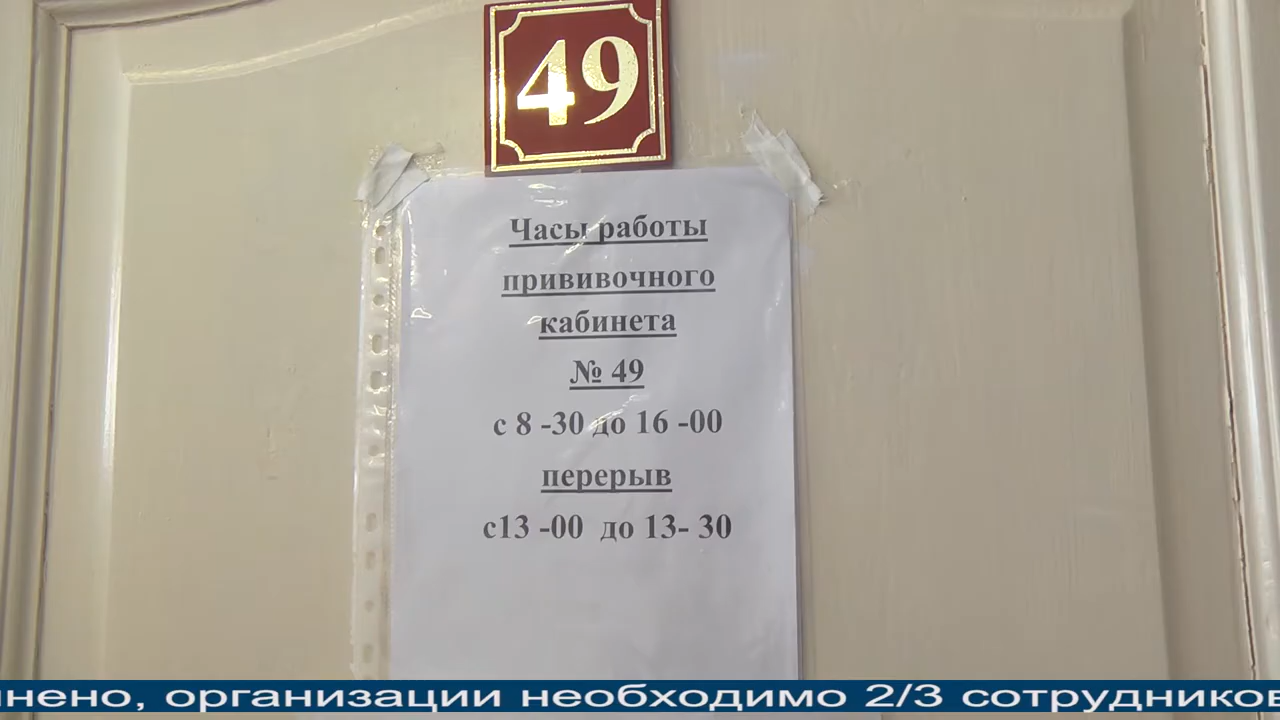 49
Часы работы
прививочного
кабинета
№ 49
с 8 -30 до 16 -00
перерыв
с13 -00 до 13- 30
организации необходимо 2/3 сотрудников